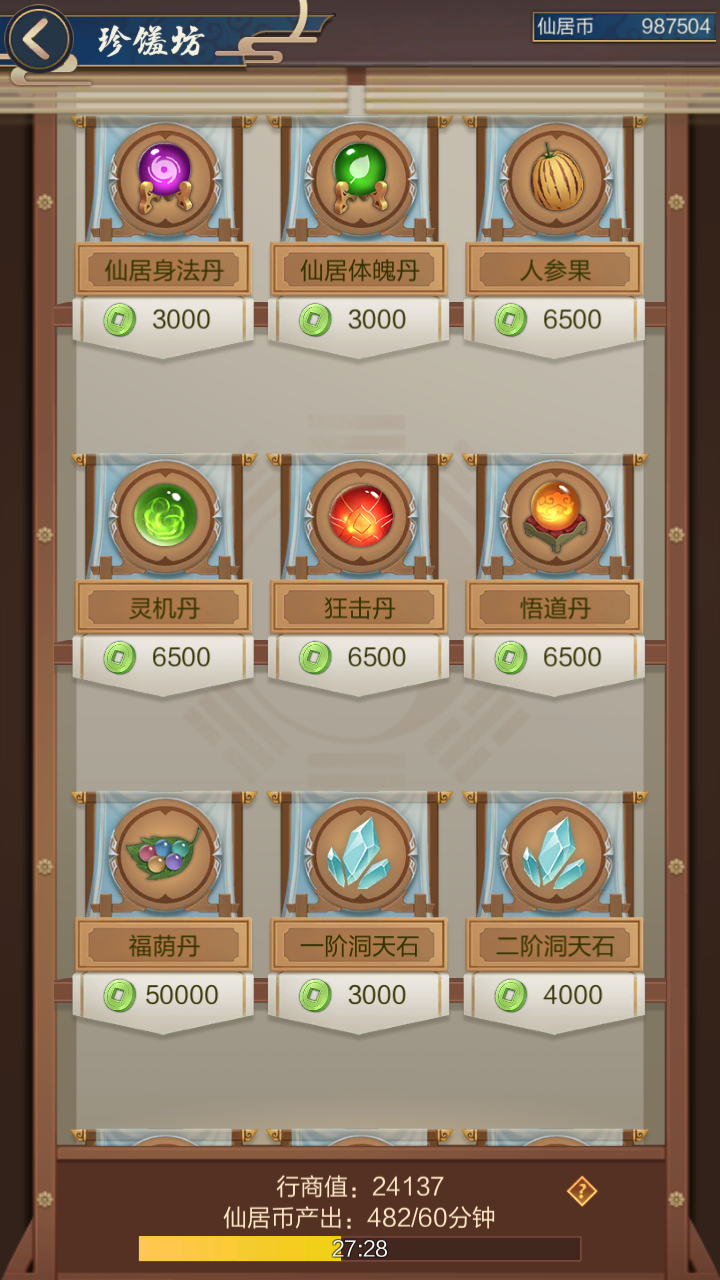 珍馐坊
仙居币 987504
仙居身法丹 仙居体魄丹 人参果
3000 3000 6500
灵机丹 狂击丹 悟道丹
6500 6500 6500
福荫丹 一阶洞天石 二阶洞天石
50000 3000 4000
行商值：24137
?
仙居币产出：482/60分钟
27:28